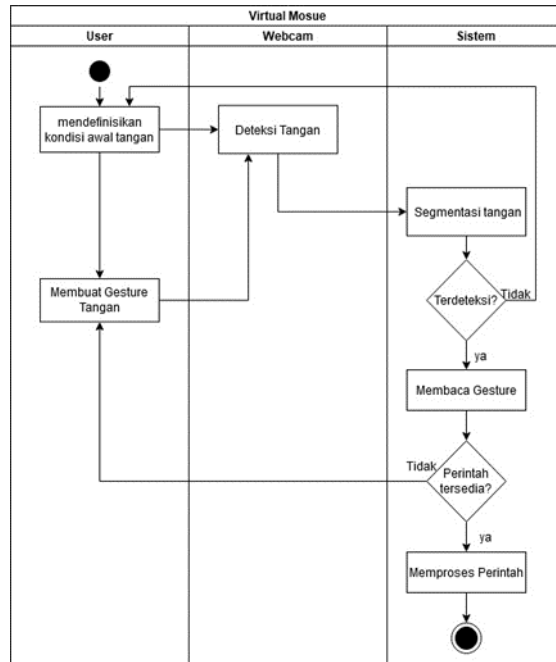 Virtual Mosue
User
Webcam
Sistem
mendefinisikan
kondisi awal tangan
Deteksi Tangan
Segmentasi tangan
Membuat Gesture
Tangan
Terdeteksi?
Tidak
ya
Membaca Gesture
Tidak
Perintah
tersedia?
ya
Memproses Perintah